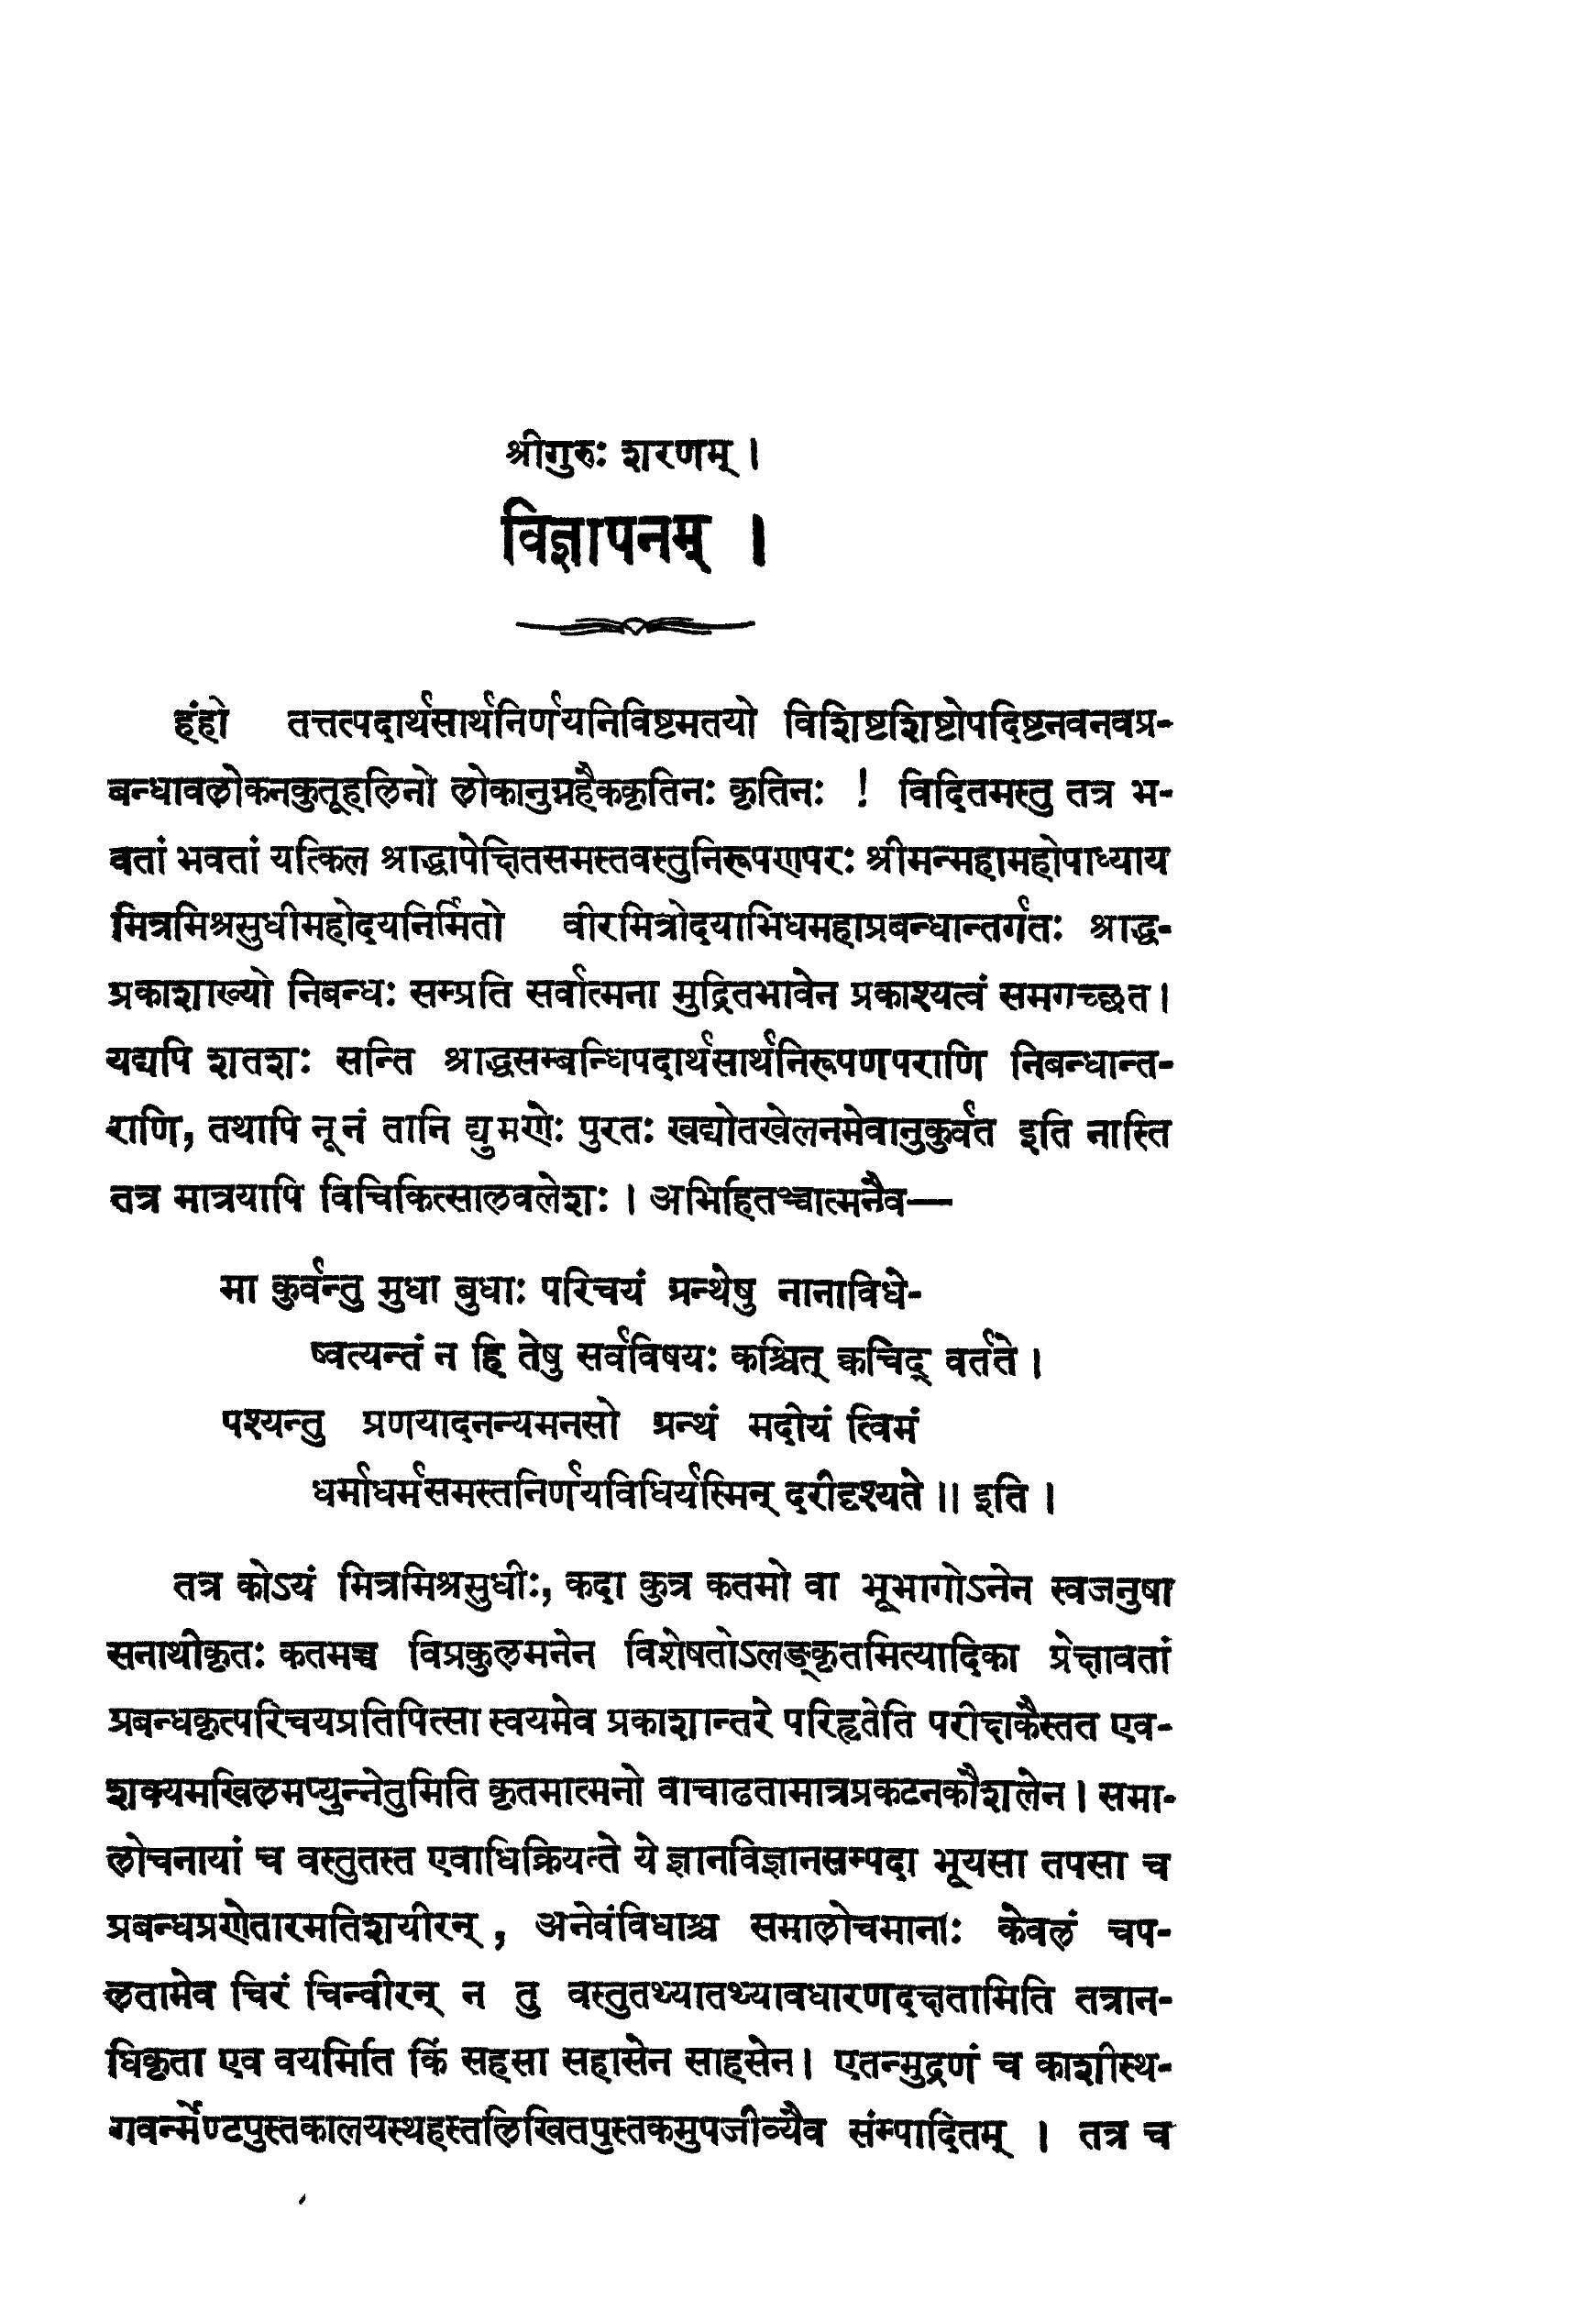 श्रीगुरुः शरणम् ।
विज्ञापनम् ।
हंहो तत्तत्पदार्थसार्थनिर्णयनिविष्टमतयो विशिष्टशिष्टोपदिष्टनवनवप्र-
बन्धावलोकनकुतूहलिनो लोकानुग्रहैककृतिनः कृतिनः ! विदितमस्तु तत्र भ-
वतां भवतां यत्किल श्राद्धापेक्षितसमस्तवस्तुनिरूपणपरः श्रीमन्महामहोपाध्याय
मित्रमिश्रसुधीमहोदयनिर्मितो वीरमित्रोदयाभिधमहाप्रबन्धान्तर्गतः श्राद्ध-
प्रकाशाख्यो निबन्धः सम्प्रति सर्वात्मना मुद्रितभावेन प्रकाश्यत्वं समगच्छत।
यद्यपि शतशः सन्ति श्राद्धसम्बन्धिपदार्थसार्थनिरूपणपराणि निबन्धान्त-
राणि, तथापि नूनं तानि द्युमणेः पुरतः खद्योतखेलनमेवानुकुर्वत इति नास्ति
तत्र मात्रयापि विचिकित्सालवलेशः । अभिहितञ्चात्मनैव—
मा कुर्वन्तु मुधा बुधाः परिचयं ग्रन्थेषु नानाविधे-
ष्वत्यन्तं न हि तेषु सर्वविषयः कश्चित् क्वचिद् वर्तते ।
पश्यन्तु प्रणयादनन्यमनसो ग्रन्थं मदीयं त्विमं
धर्माधर्मसमस्तनिर्णयविधिर्यस्मिन् दरीदृश्यते ॥ इति ।
तत्र कोऽयं मित्रमिश्रसुधीः, कदा कुत्र कतमो वा भूभागोऽनेन स्वजनुषा
सनाथीकृतः कतमच्च विप्रकुलमनेन विशेषतोऽलङ्कृतमित्यादिका प्रेक्षावतां
प्रबन्धकृत्परिचयप्रतिपित्सा स्वयमेव प्रकाशान्तरे परिहृतेति परीक्षकैस्तत एव-
शक्यमखिलमप्युन्नेतुमिति कृतमात्मनो वाचाढतामात्रप्रकटनकौशलेन। समा-
लोचनायां च वस्तुतस्त एवाधिक्रियन्ते ये ज्ञानविज्ञानसम्पदा भूयसा तपसा च
प्रबन्धप्रणेतारमतिशयीरन् , अनेवंविधाश्च समालोचमानाः केवलं चप-
लतामेव चिरं चिन्वीरन् न तु वस्तुतथ्यातथ्यावधारणदक्षतामिति तत्रान-
धिकृता एव वयमिति किं सहसा सहासेन साहसेन। एतन्मुद्रणं च काशीस्थ-
गवर्न्मेण्टपुस्तकालयस्थहस्तलिखितपुस्तकमुपजीव्यैव संम्पादितम् । तत्र च